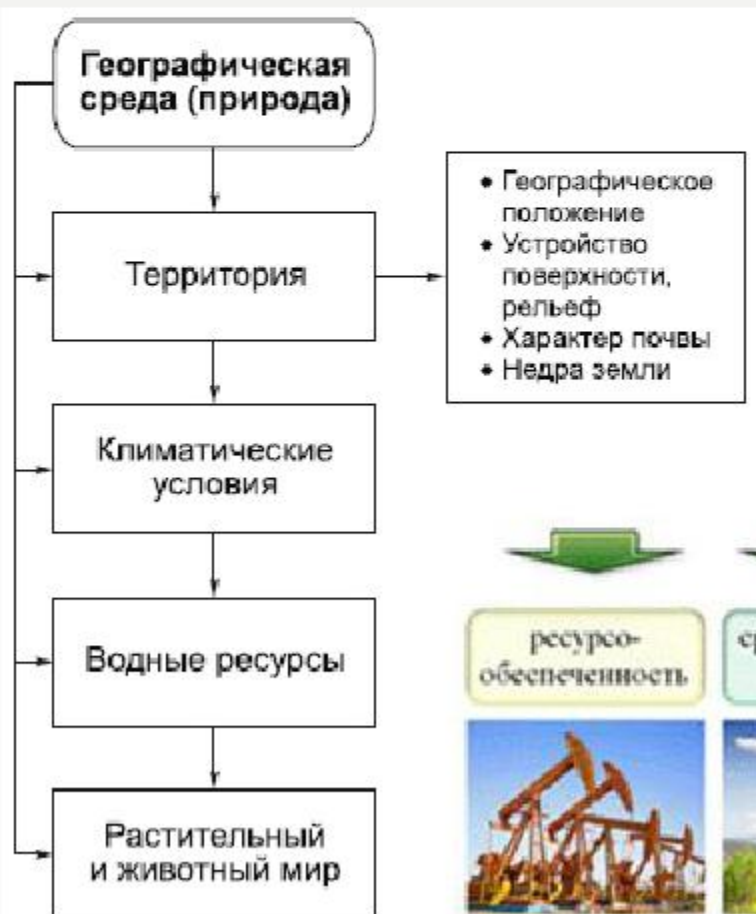 Географическая
среда (природа)
Территория
• Географическое
положение
• Устройство
поверхности,
рельеф
• Характер почвы
• Недра земли
Климатические
условия
Водные ресурсы
Растительный
и животный мир
ресурсо-
обеспеченность